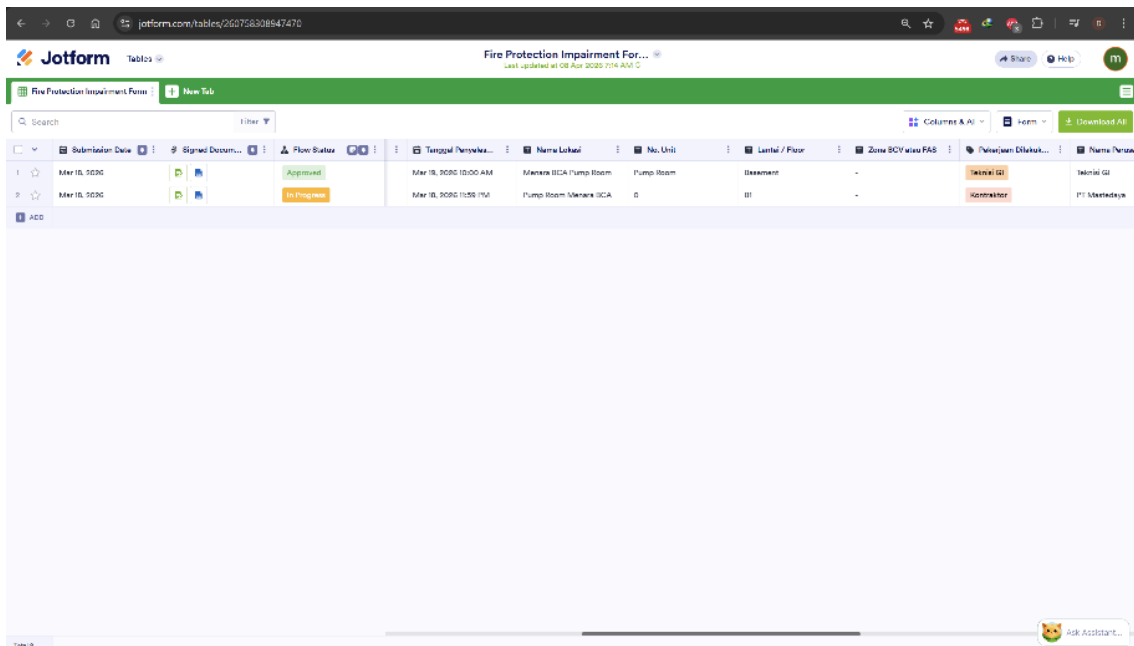 jotform.com/tables/260758308947470
Jotform Tables
Fire Protection Impairment For...
Last updated at 08 Apr 2026 7:14 AM
Share
Help
m
Fire Protection Impairment Form
New Tab
Search
Filter
Columns & AI
Form
Download All
Submission Date Signed Docum... Flow Status Tanggal Penyeles... Nama Lokasi No. Unit Lantai / Floor Zona BCV atau FAS Pekerjaan Dilakuk... Nama Perusa
1 Mar 18, 2026 Approved Mar 19, 2026 10:00 AM Menara BCA Pump Room Pump Room Basement - Teknisi GI Teknisi GI
2 Mar 18, 2026 In Progress Mar 18, 2026 11:59 PM Pump Room Menara BCA 0 B1 - Kontraktor PT Mastedaya
ADD
Ask Assistant...